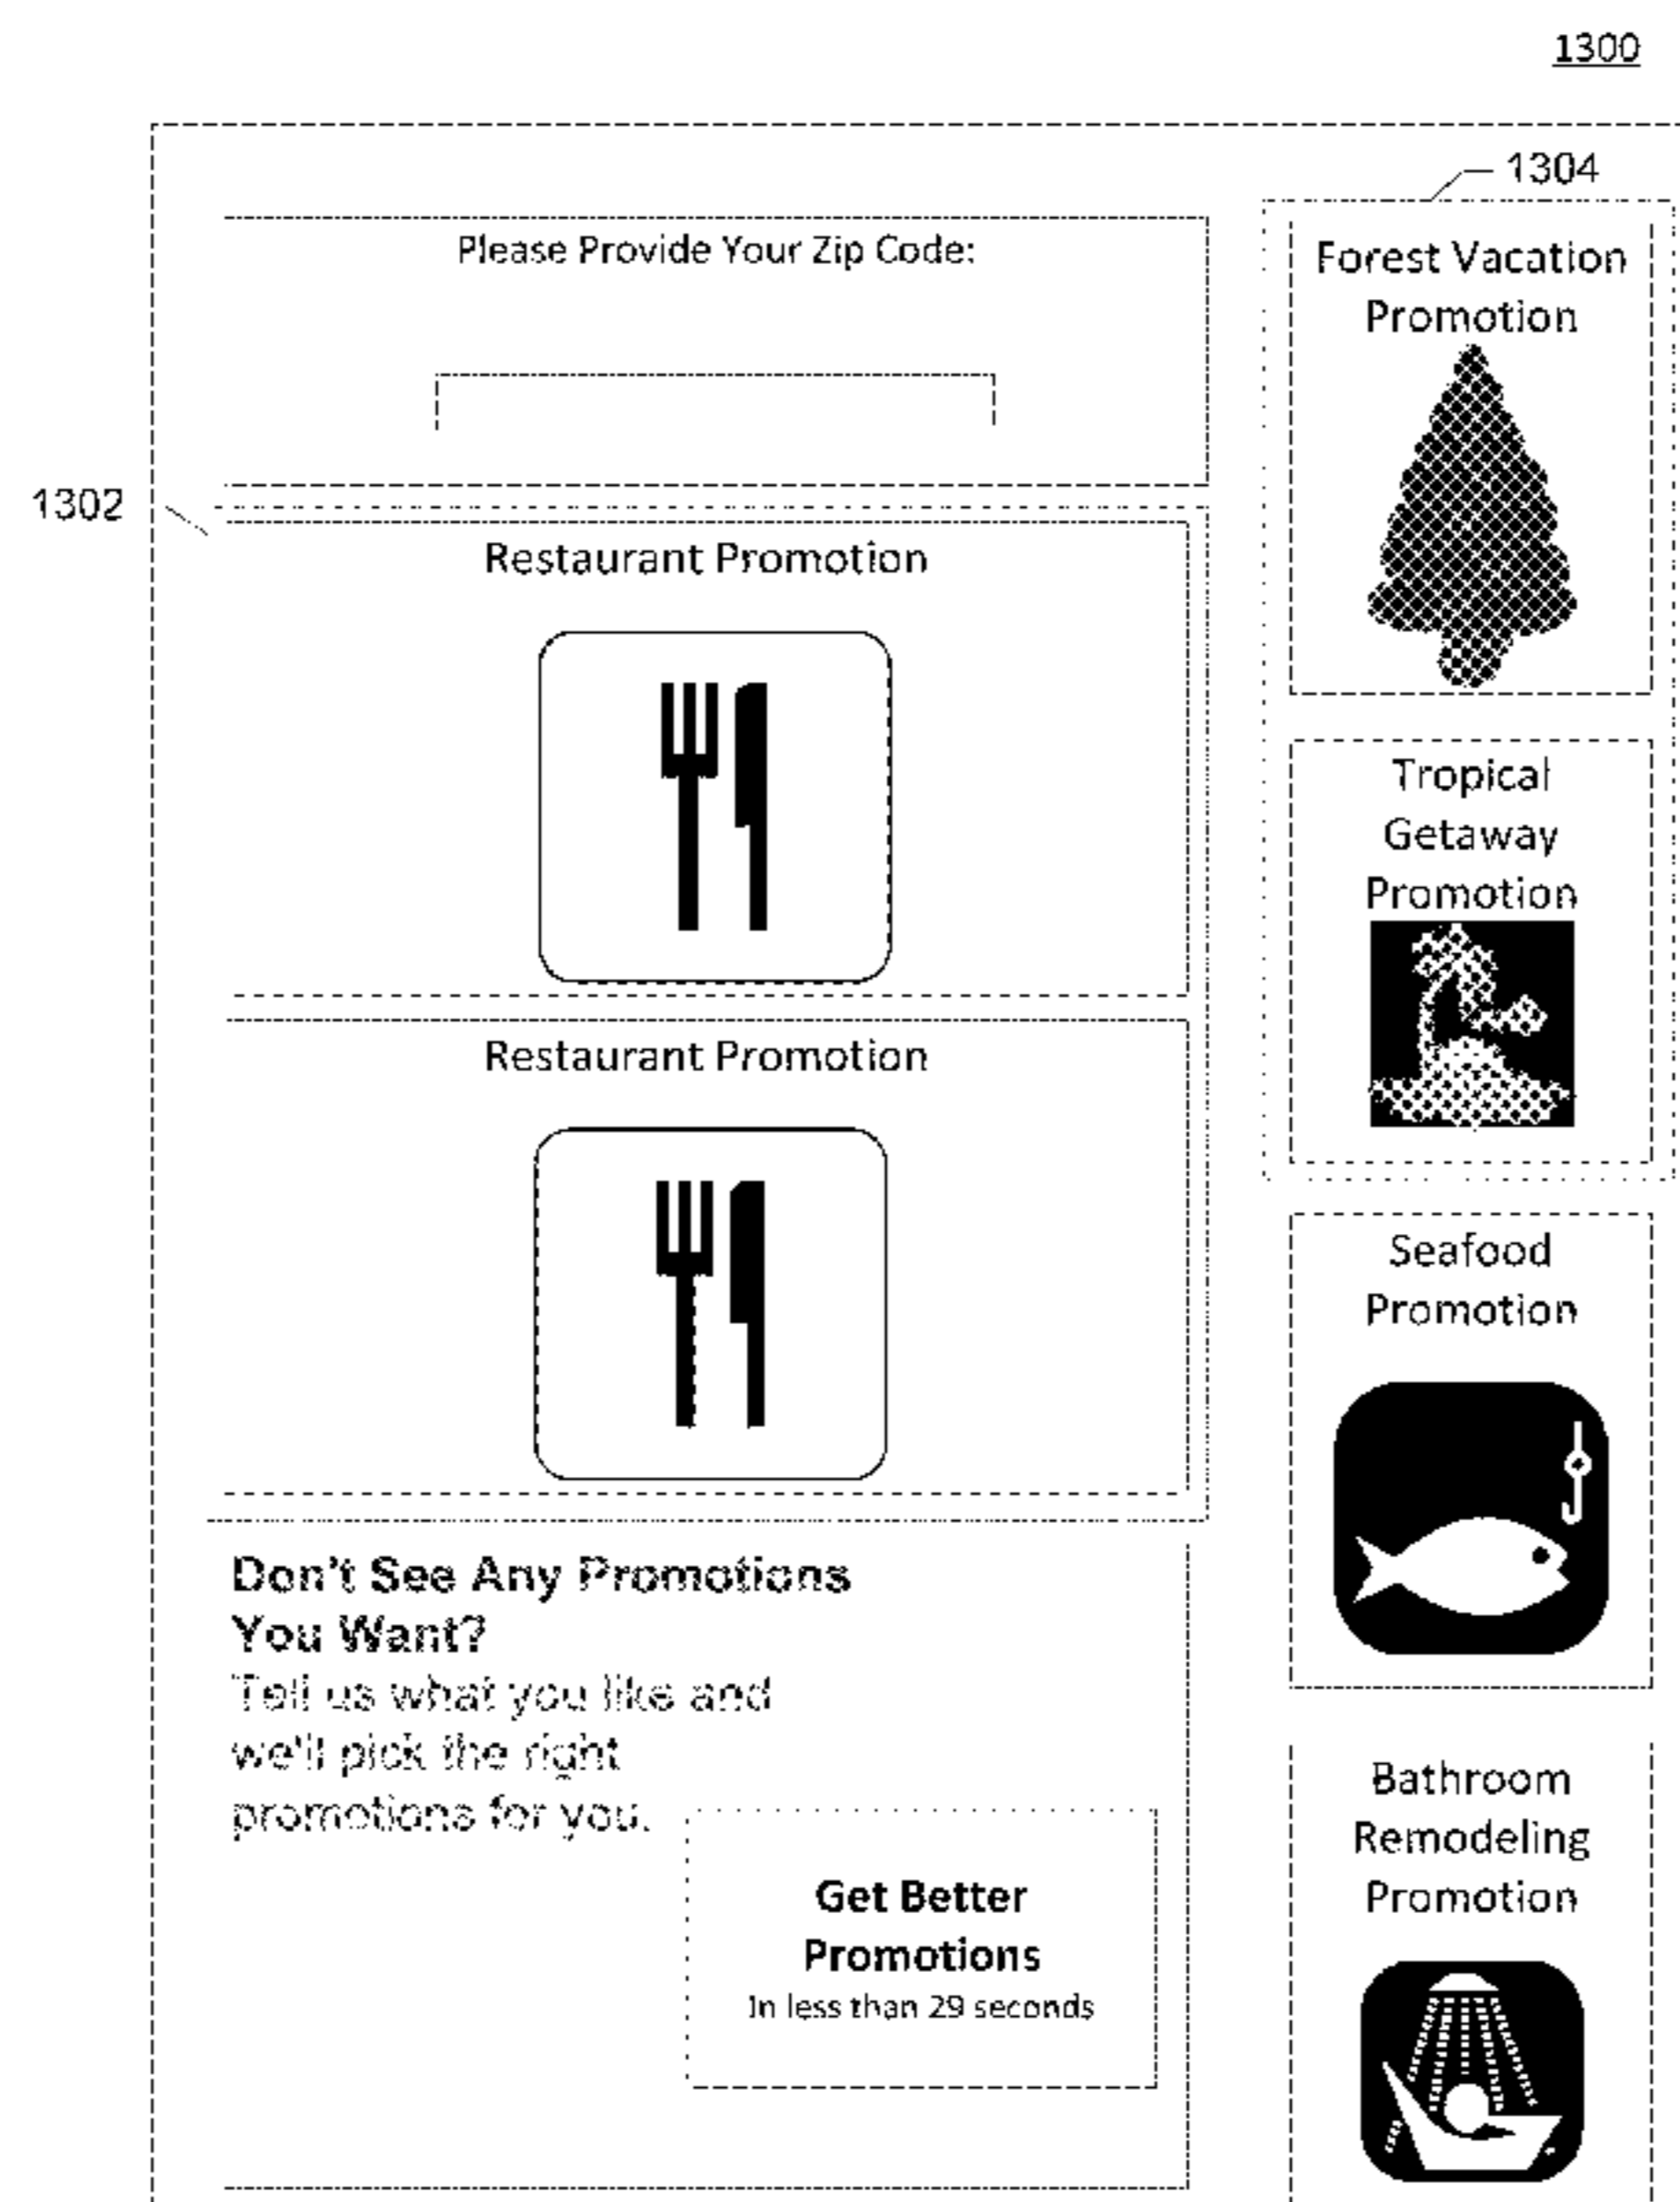 1300
1304
Please Provide Your Zip Code:
1302
Restaurant Promotion
Restaurant Promotion
Don't See Any Promotions
You Want?
Tell us what you like and
we'll pick the right
promotions for you.
Get Better
Promotions
In less than 29 seconds
Forest Vacation
Promotion
Tropical
Getaway
Promotion
Seafood
Promotion
Bathroom
Remodeling
Promotion